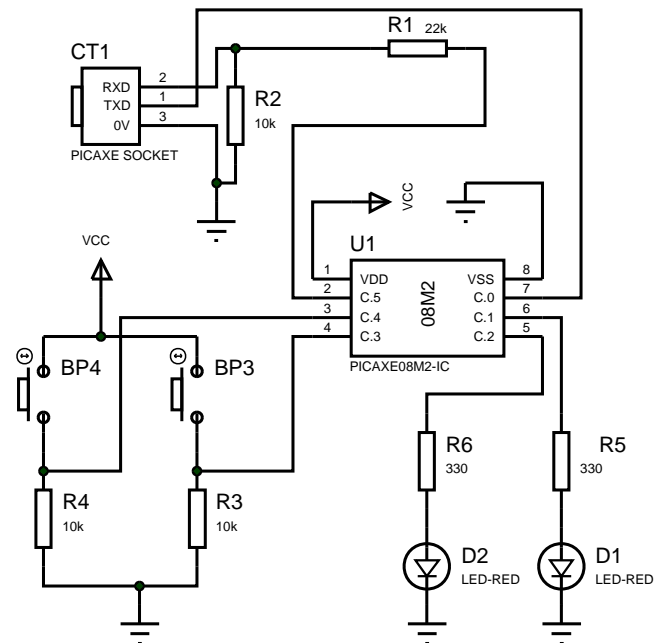 R1 22k
CT1
RXD 2
TXD 1
0V 3
PICAXE SOCKET
R2
10k
VCC
VCC
U1
1 VDD VSS 8
2 C.5 C.0 7
3 C.4 C.1 6
4 C.3 C.2 5
08M2
PICAXE08M2-IC
BP4
BP3
R6
330
R5
330
R4
10k
R3
10k
D2
LED-RED
D1
LED-RED